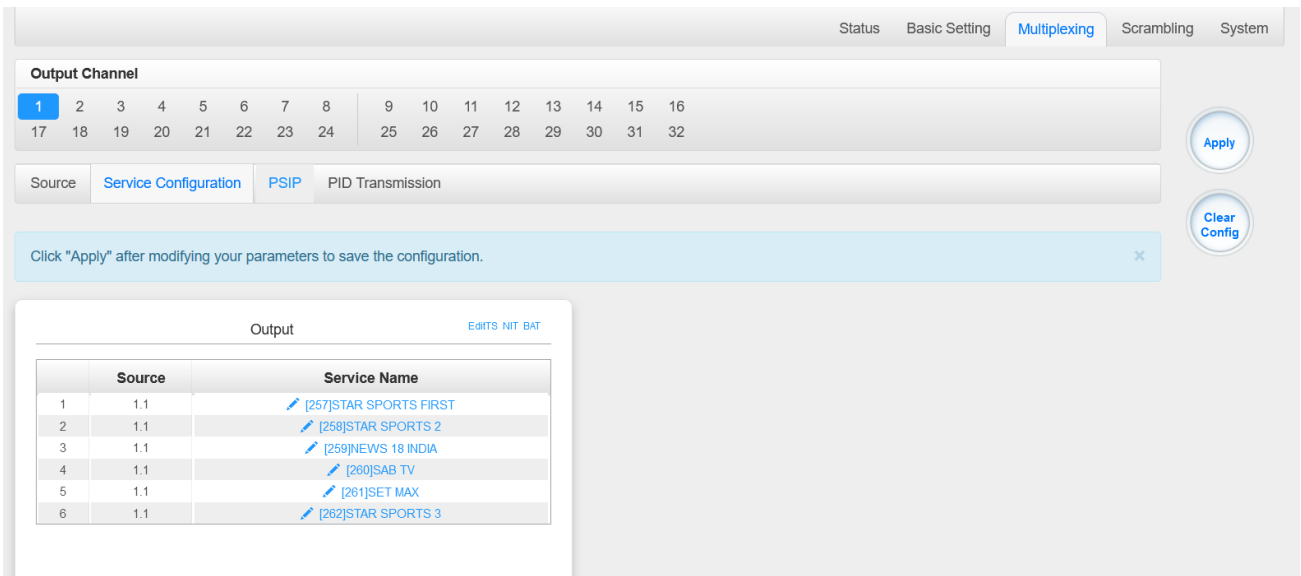 Status Basic Setting Multiplexing Scrambling System
Output Channel
1 2 3 4 5 6 7 8 9 10 11 12 13 14 15 16
17 18 19 20 21 22 23 24 25 26 27 28 29 30 31 32
Apply
Source Service Configuration PSIP PID Transmission
Clear
Config
Click "Apply" after modifying your parameters to save the configuration. ×
Output EditTS NIT BAT
Source Service Name
1 1.1 [257]STAR SPORTS FIRST
2 1.1 [258]STAR SPORTS 2
3 1.1 [259]NEWS 18 INDIA
4 1.1 [260]SAB TV
5 1.1 [261]SET MAX
6 1.1 [262]STAR SPORTS 3